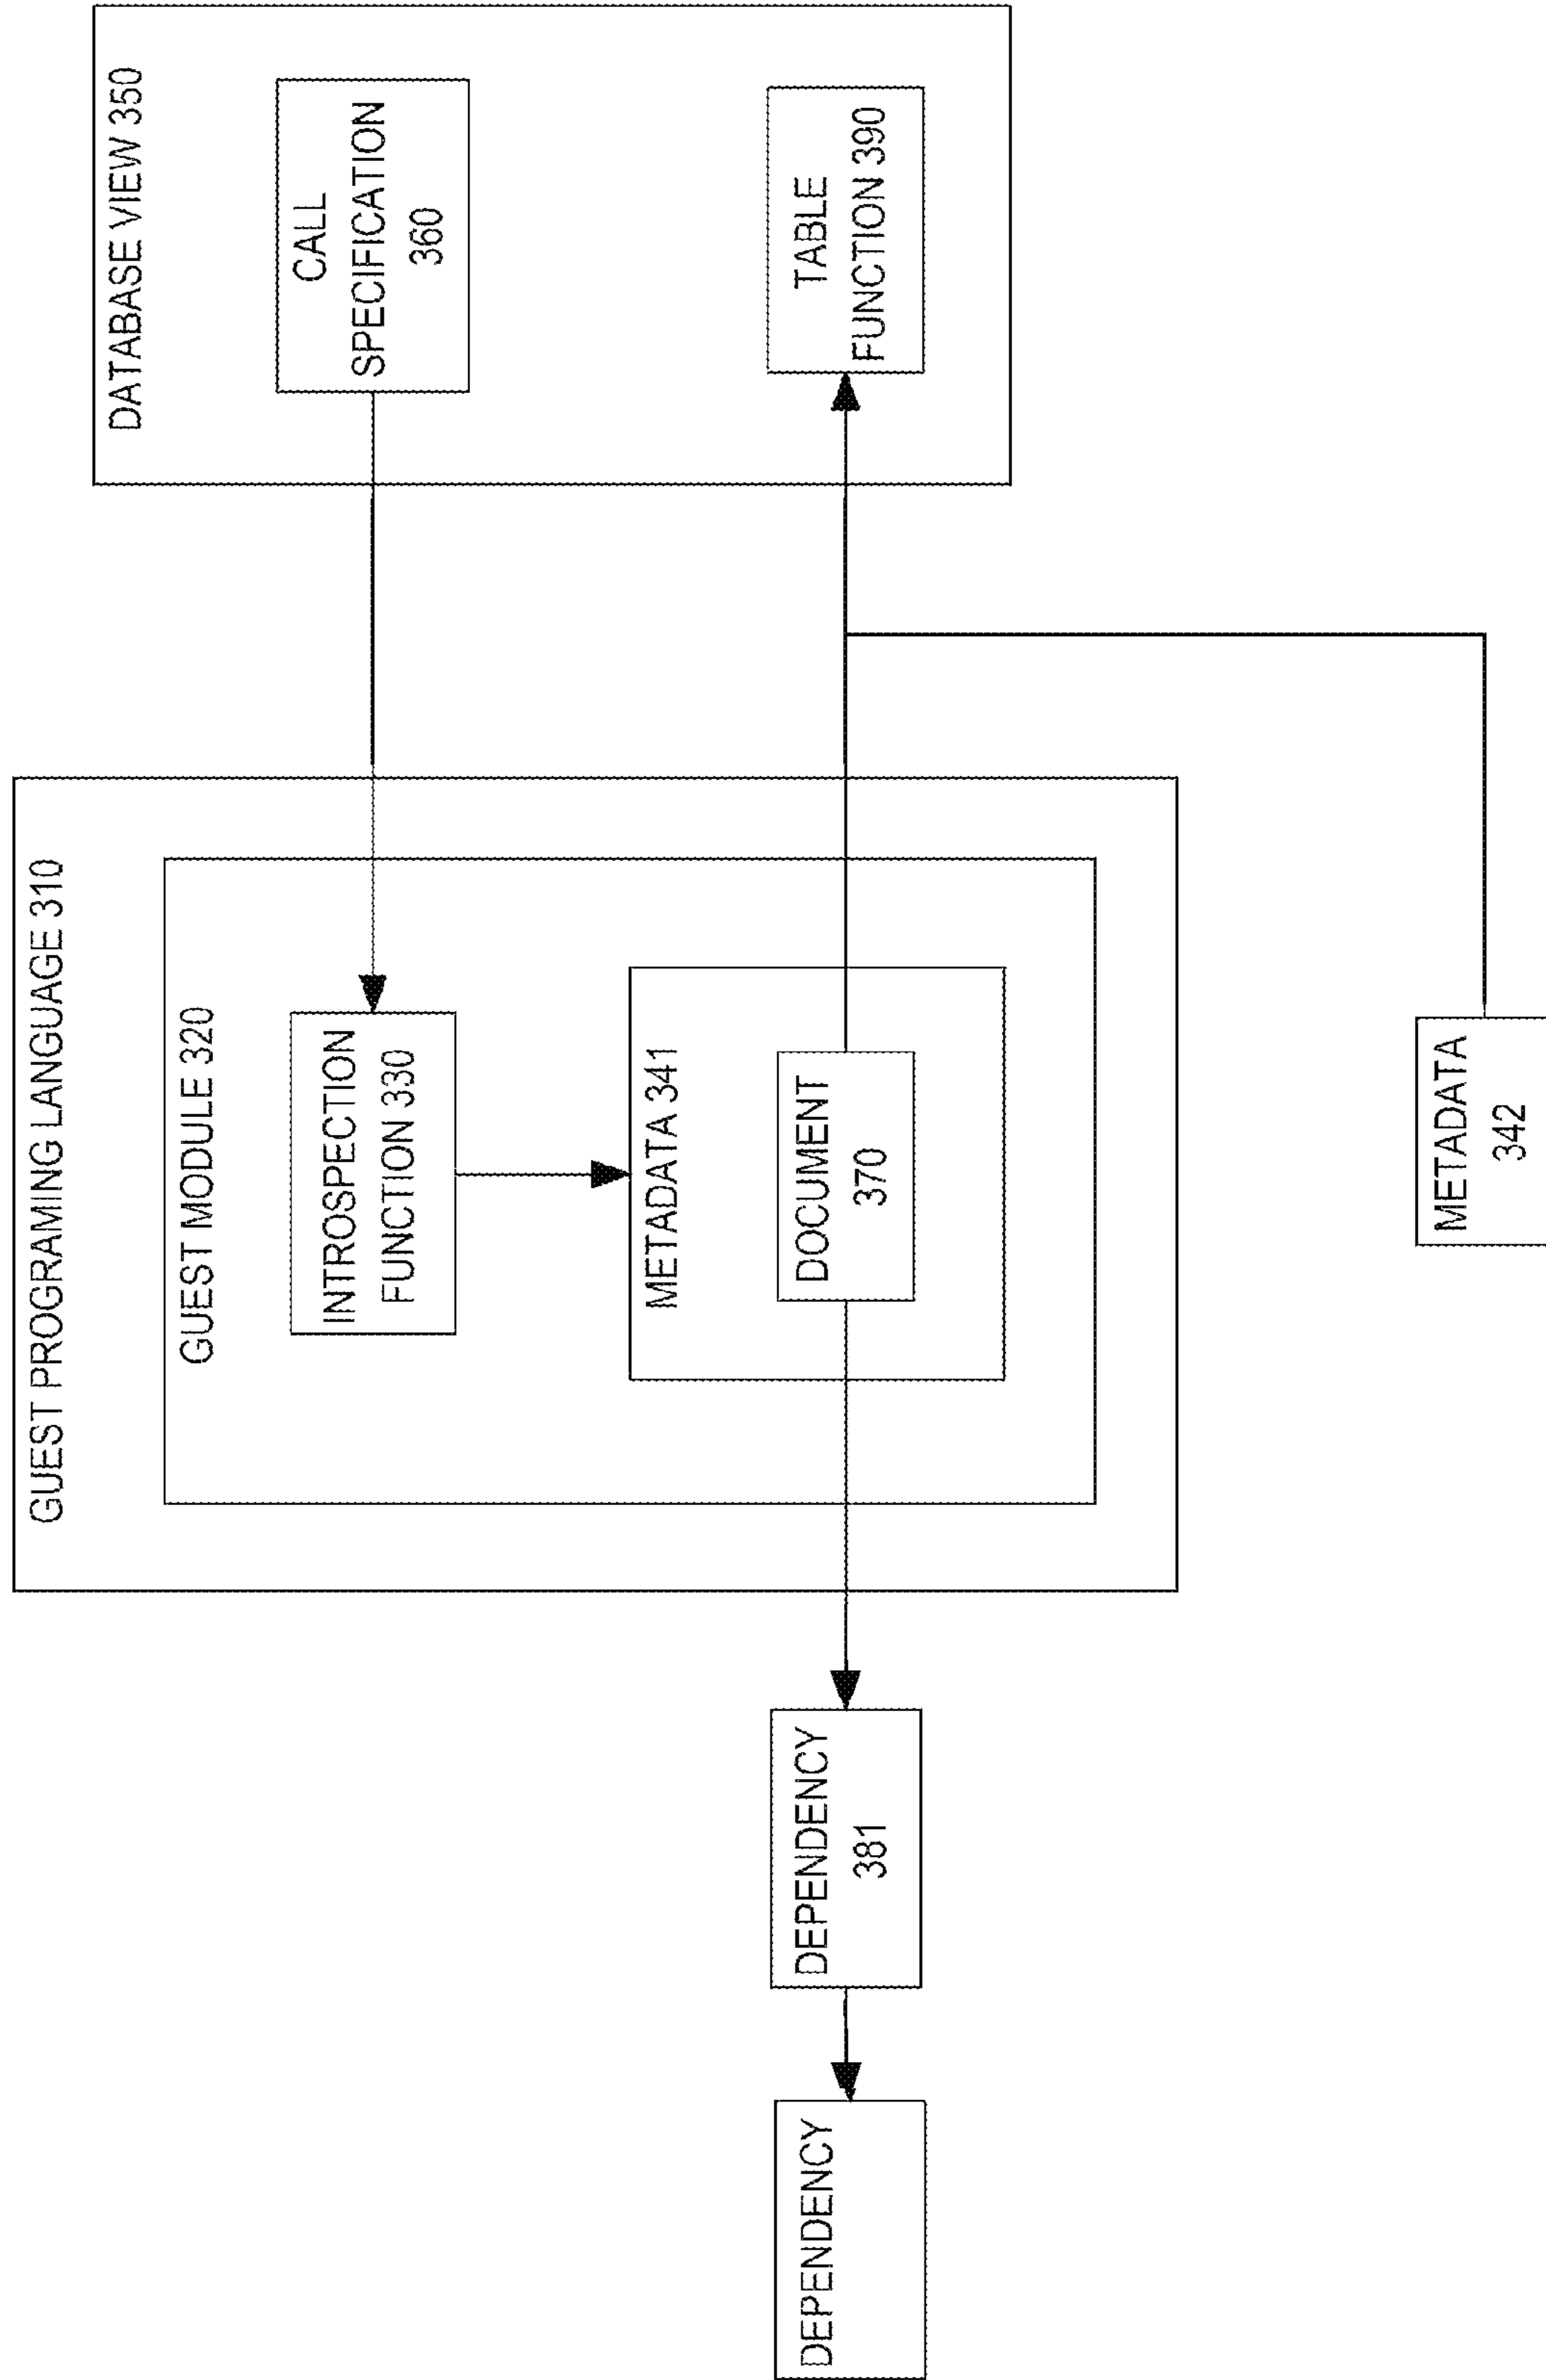 GUEST PROGRAMING LANGUAGE 310
GUEST MODULE 320
INTROSPECTION
FUNCTION 330
METADATA 341
DOCUMENT
370
DATABASE VIEW 350
CALL
SPECIFICATION
360
TABLE
FUNCTION 390
DEPENDENCY
DEPENDENCY
381
METADATA
342